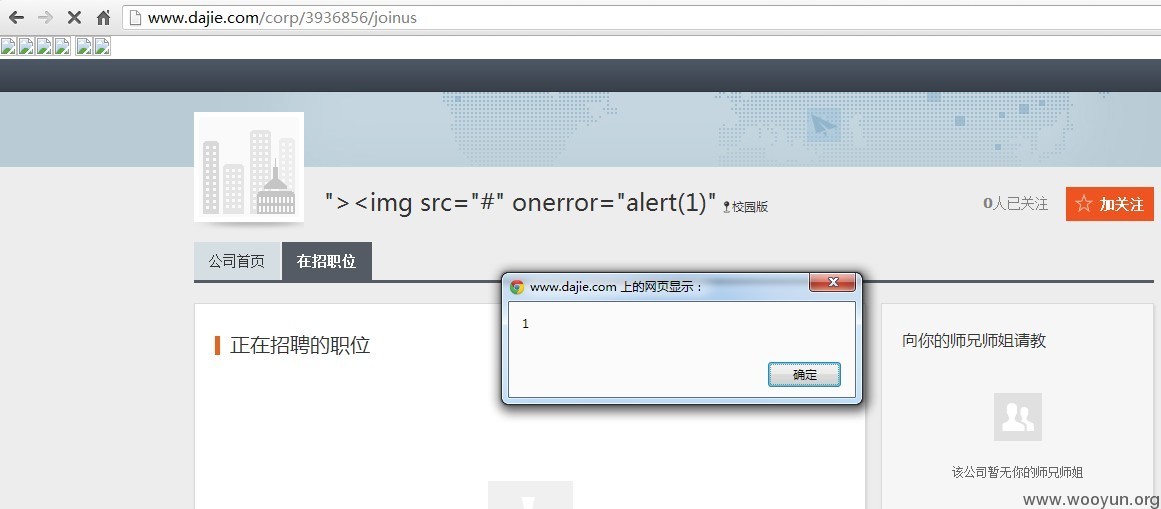 www.dajie.com/corp/3936856/joinus
"><img src="#" onerror="alert(1)" 校园版
0人已关注
加关注
公司首页
在招职位
www.dajie.com 上的网页显示：
1
确定
正在招聘的职位
向你的师兄师姐请教
该公司暂无你的师兄师姐
www.wooyun.org